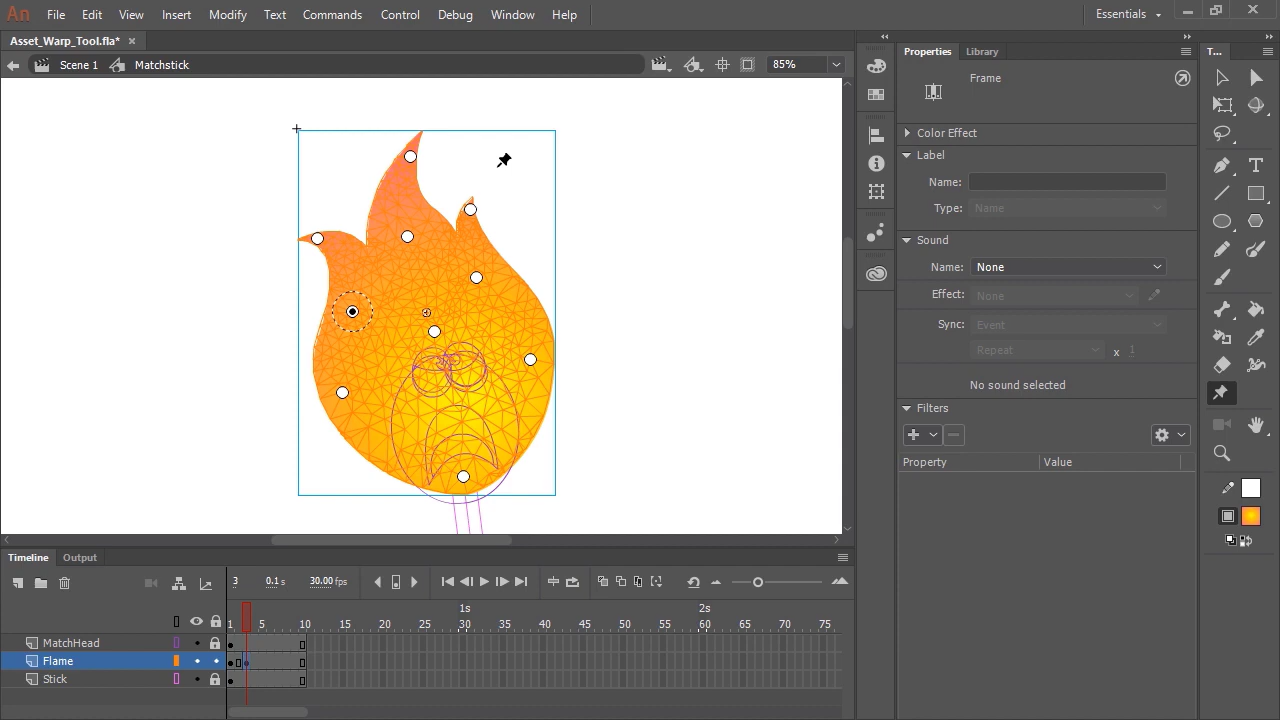 An File Edit View Insert Modify Text Commands Control Debug Window Help Essentials
Asset_Warp_Tool.fla* ×
Scene 1 Matchstick 85%
Properties Library T...
Frame
Color Effect
Label
Name:
Type: Name
Sound
Name: None
Effect: None
Sync: Event
Repeat x 1
No sound selected
Filters
Property Value
Timeline Output
3 0.1 s 30.00 fps
1s 2s
1 5 10 15 20 25 30 35 40 45 50 55 60 65 70 75
MatchHead
Flame
Stick